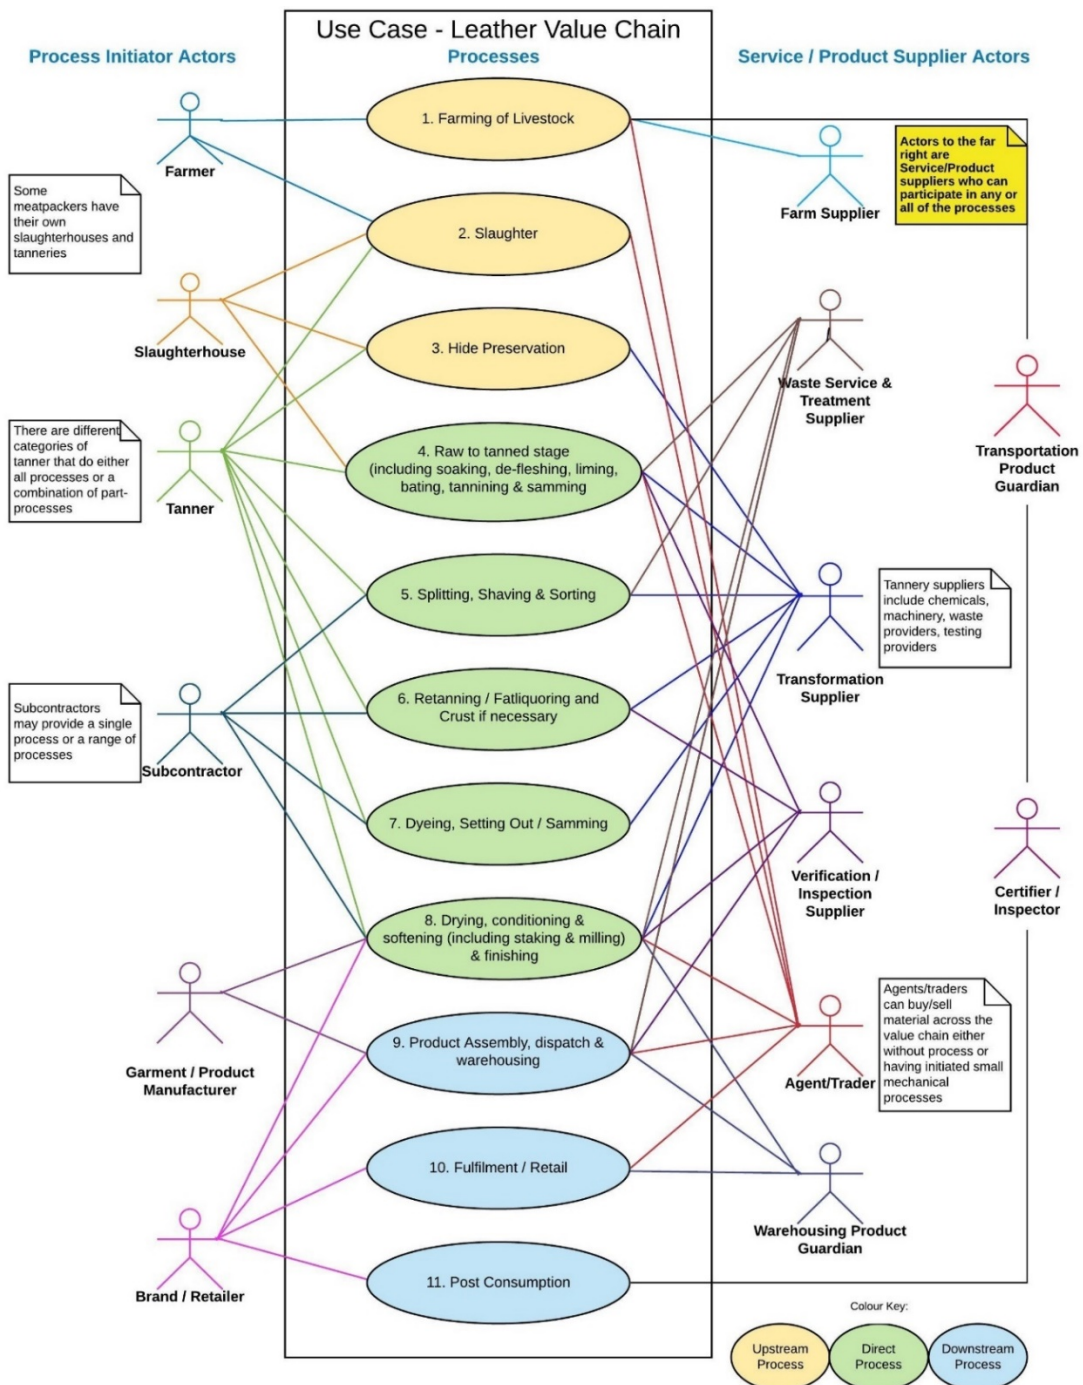 Use Case - Leather Value Chain
Process Initiator Actors
Processes
Service / Product Supplier Actors
1. Farming of Livestock
Farmer
Farm Supplier
Actors to the far
right are
Service/Product
suppliers who can
participate in any or
all of the processes
Some
meatpackers have
their own
slaughterhouses and
tanneries
2. Slaughter
Slaughterhouse
3. Hide Preservation
Waste Service &
Treatment
Supplier
Transportation
Product
Guardian
There are different
categories of
tanner that do either
all processes or a
combination of part-
processes
Tanner
4. Raw to tanned stage
(including soaking, de-fleshing, liming,
bating, tannining & samming
5. Splitting, Shaving & Sorting
Transformation
Supplier
Tannery suppliers
include chemicals,
machinery, waste
providers, testing
providers
Subcontractors
may provide a single
process or a range of
processes
Subcontractor
6. Retanning / Fatliquoring and
Crust if necessary
7. Dyeing, Setting Out / Samming
Verification /
Inspection
Supplier
Certifier /
Inspector
8. Drying, conditioning &
softening (including staking & milling)
& finishing
Garment / Product
Manufacturer
9. Product Assembly, dispatch &
warehousing
Agent/Trader
Agents/traders
can buy/sell
material across the
value chain either
without process or
having initiated small
mechanical
processes
10. Fulfilment / Retail
Warehousing Product
Guardian
Brand / Retailer
11. Post Consumption
Colour Key:
Upstream
Process
Direct
Process
Downstream
Process